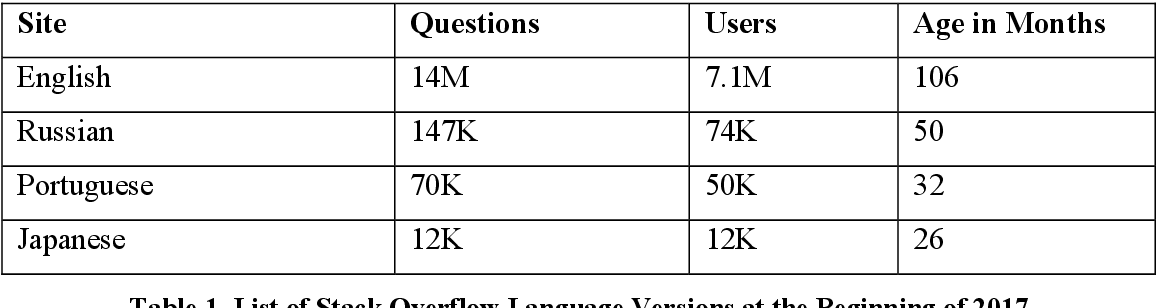 Site Questions Users Age in Months
English 14M 7.1M 106
Russian 147K 74K 50
Portuguese 70K 50K 32
Japanese 12K 12K 26
Table 1. List of Stack Overflow Language Versions at the Beginning of 2017